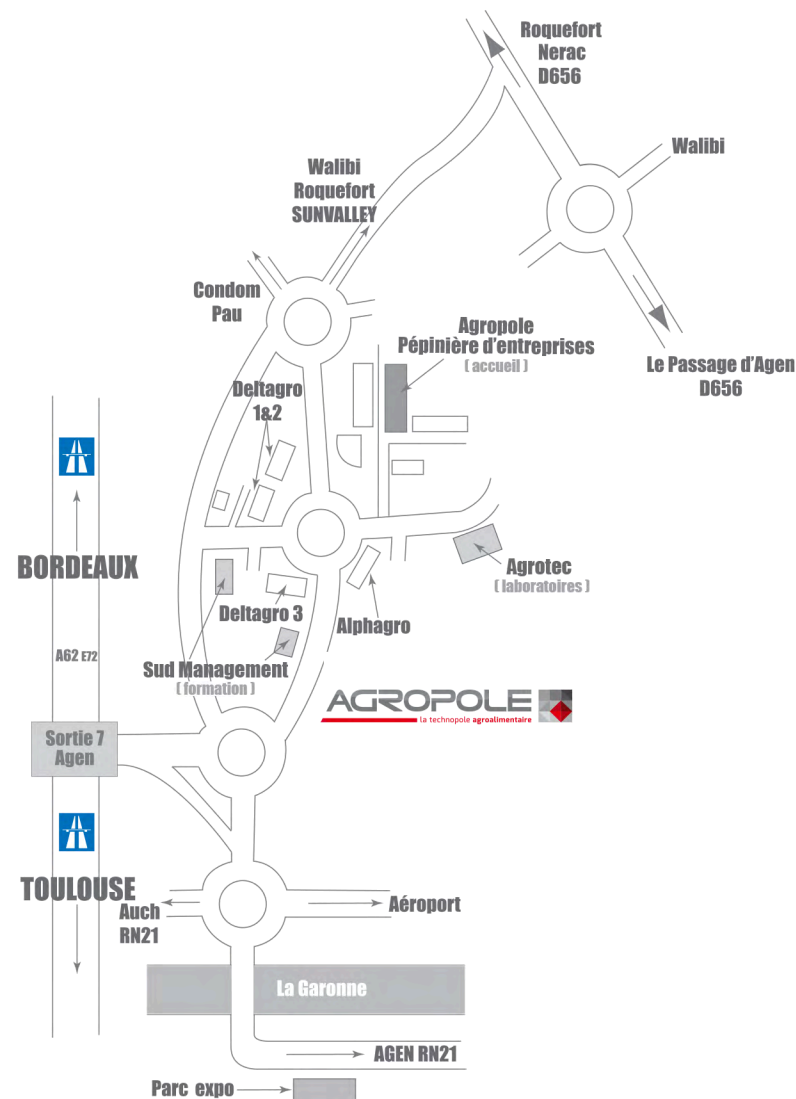 Roquefort
Nerac
D656
Walibi
Walibi
Roquefort
SUNVALLEY
Condom
Pau
Agropole
Pépinière d'entreprises
( accueil )
Le Passage d'Agen
D656
Deltagro
1&2
BORDEAUX
Agrotec
( laboratoires )
Deltagro 3
Alphagro
A62 E72
Sud Management
( formation )
AGROPOLE
la technopole agroalimentaire
Sortie 7
Agen
TOULOUSE
Auch
RN21
Aéroport
La Garonne
AGEN RN21
Parc expo